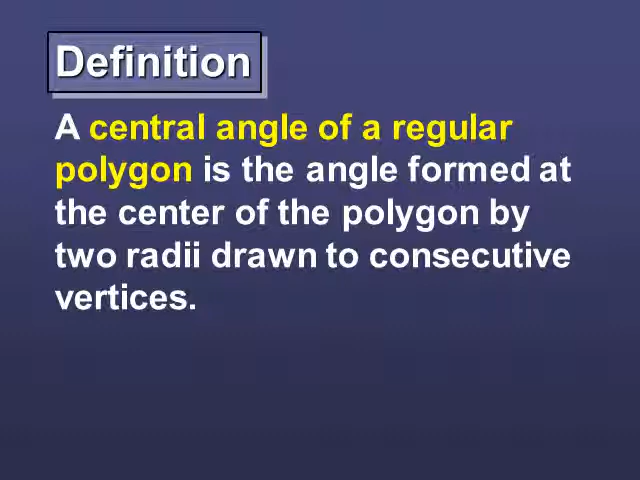 Definition
A central angle of a regular
polygon is the angle formed at
the center of the polygon by
two radii drawn to consecutive
vertices.